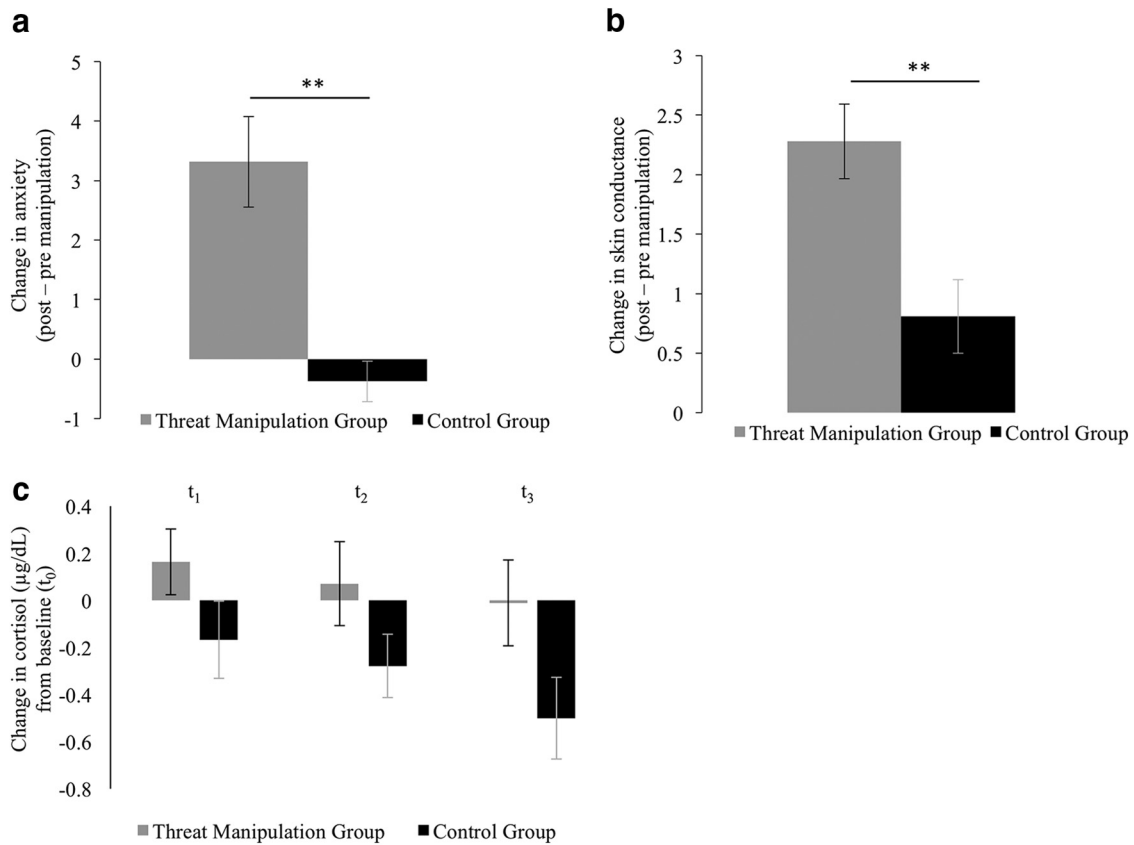 a
5
4
3
2
1
0
-1
Change in anxiety
(post – pre manipulation)
**
Threat Manipulation Group Control Group
b
3
2.5
2
1.5
1
0.5
0
Change in skin conductance
(post – pre manipulation)
**
Threat Manipulation Group Control Group
c
t1 t2 t3
0.4
0.2
0
-0.2
-0.4
-0.6
-0.8
Change in cortisol (µg/dL)
from baseline (t0)
Threat Manipulation Group Control Group